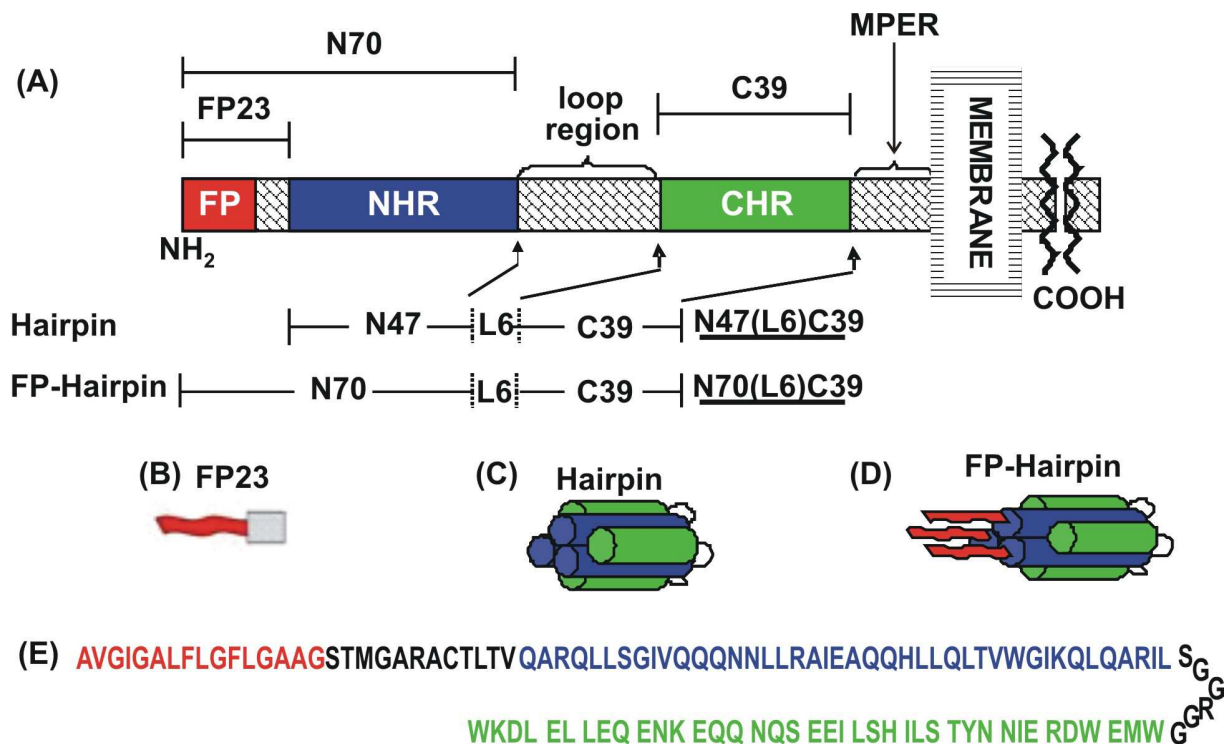 (A)
N70
MPER
FP23
loop
region
C39
MEMBRANE
FP
NHR
CHR
NH2
COOH
Hairpin
N47
L6
C39
N47(L6)C39
FP-Hairpin
N70
L6
C39
N70(L6)C39
(B) FP23
(C) Hairpin
(D) FP-Hairpin
(E) AVGIGALFLGFLGAAGSTMGARACTLTVQARQLLSGIVQQQNNLLRAIEAQQHLLQLTVWGIKQLQARIL SGGRGG
WKDL EL LEQ ENK EQQ NQS EEI LSH ILS TYN NIE RDW EMW